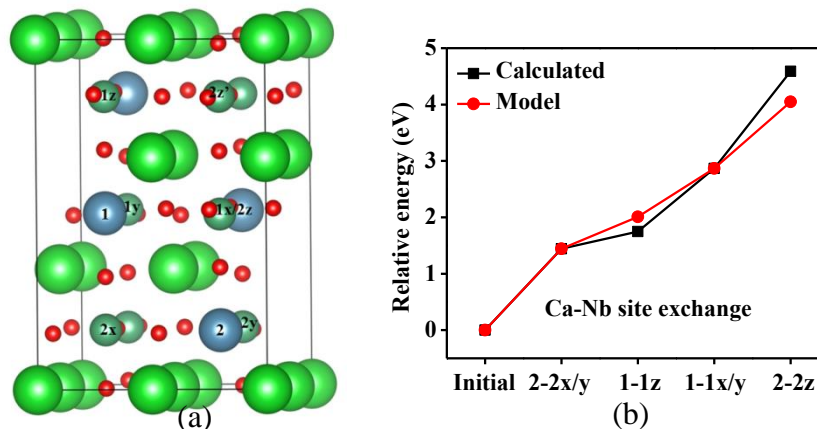 1z
2z'
1
1y
1x/2z
2x
2
2y
(a)
5
4
3
2
1
0
Relative energy (eV)
Calculated
Model
Ca-Nb site exchange
Initial 2-2x/y 1-1z 1-1x/y 2-2z
(b)